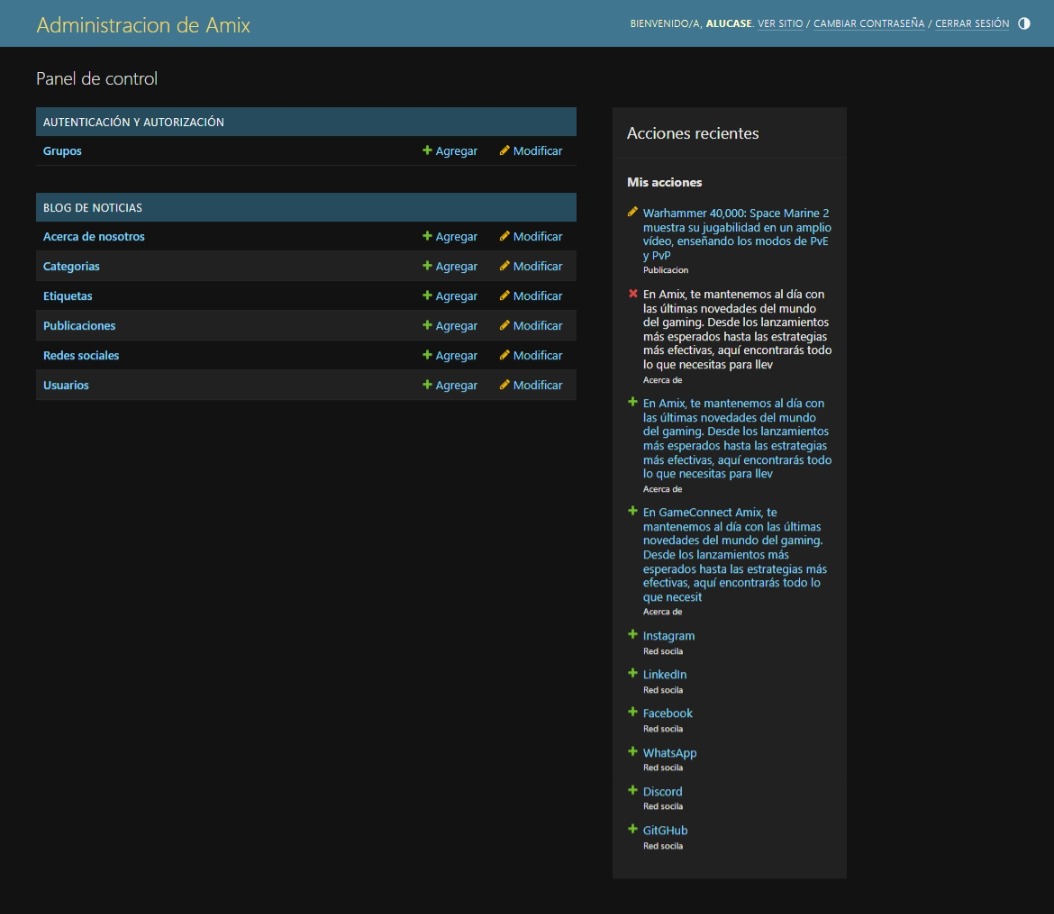 Administracion de Amix
BIENVENIDO/A, ALUCASE. VER SITIO / CAMBIAR CONTRASEÑA / CERRAR SESIÓN
Panel de control
AUTENTICACIÓN Y AUTORIZACIÓN
Grupos Agregar Modificar
BLOG DE NOTICIAS
Acerca de nosotros Agregar Modificar
Categorias Agregar Modificar
Etiquetas Agregar Modificar
Publicaciones Agregar Modificar
Redes sociales Agregar Modificar
Usuarios Agregar Modificar
Acciones recientes
Mis acciones
Warhammer 40,000: Space Marine 2
muestra su jugabilidad en un amplio
vídeo, enseñando los modos de PvE
y PvP
Publicacion
En Amix, te mantenemos al día con
las últimas novedades del mundo
del gaming. Desde los lanzamientos
más esperados hasta las estrategias
más efectivas, aquí encontrarás todo
lo que necesitas para llev
Acerca de
En Amix, te mantenemos al día con
las últimas novedades del mundo
del gaming. Desde los lanzamientos
más esperados hasta las estrategias
más efectivas, aquí encontrarás todo
lo que necesitas para llev
Acerca de
En GameConnect Amix, te
mantenemos al día con las últimas
novedades del mundo del gaming.
Desde los lanzamientos más
esperados hasta las estrategias más
efectivas, aquí encontrarás todo lo
que necesit
Acerca de
Instagram
Red socila
LinkedIn
Red socila
Facebook
Red socila
WhatsApp
Red socila
Discord
Red socila
GitGHub
Red socila